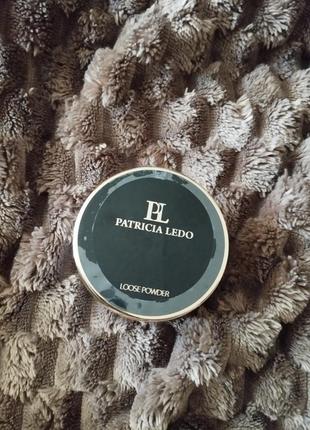 PL
PATRICIA LEDO
LOOSE POWDER